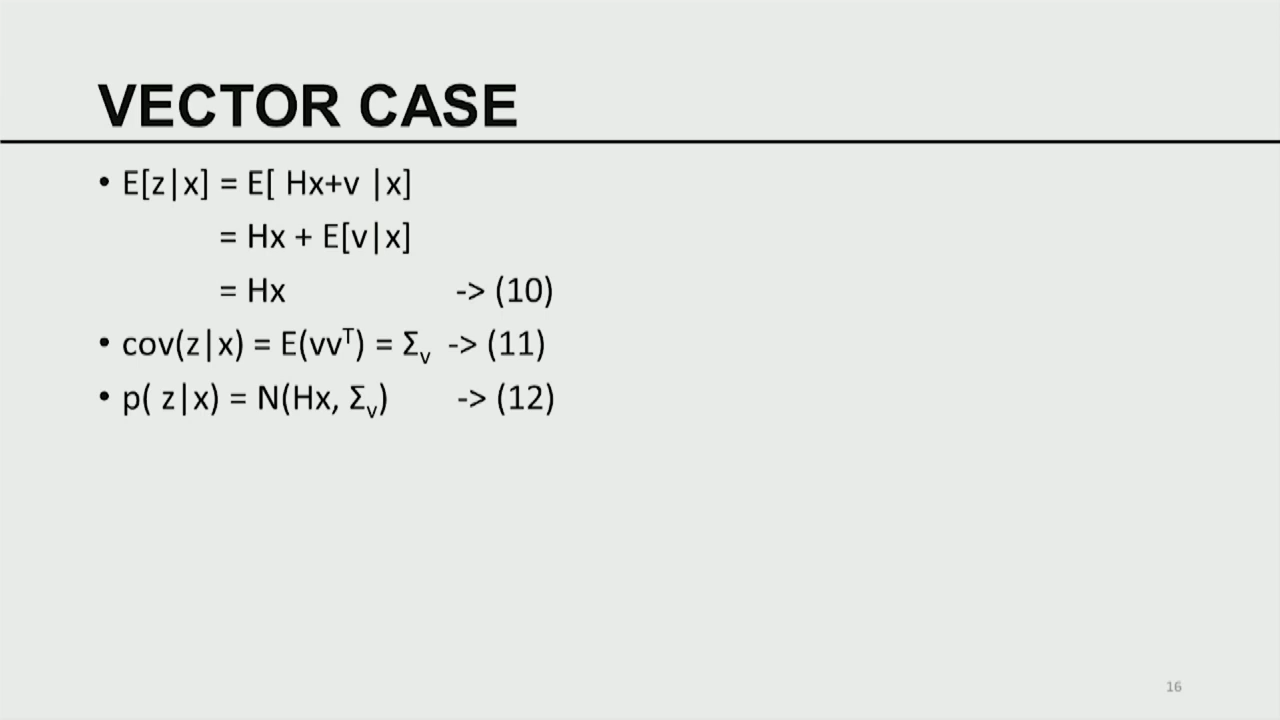 VECTOR CASE
• E[z|x] = E[ Hx+v |x]
= Hx + E[v|x]
= Hx -> (10)
• cov(z|x) = E(vvᵀ) = Σᵥ -> (11)
• p( z|x) = N(Hx, Σᵥ) -> (12)
16